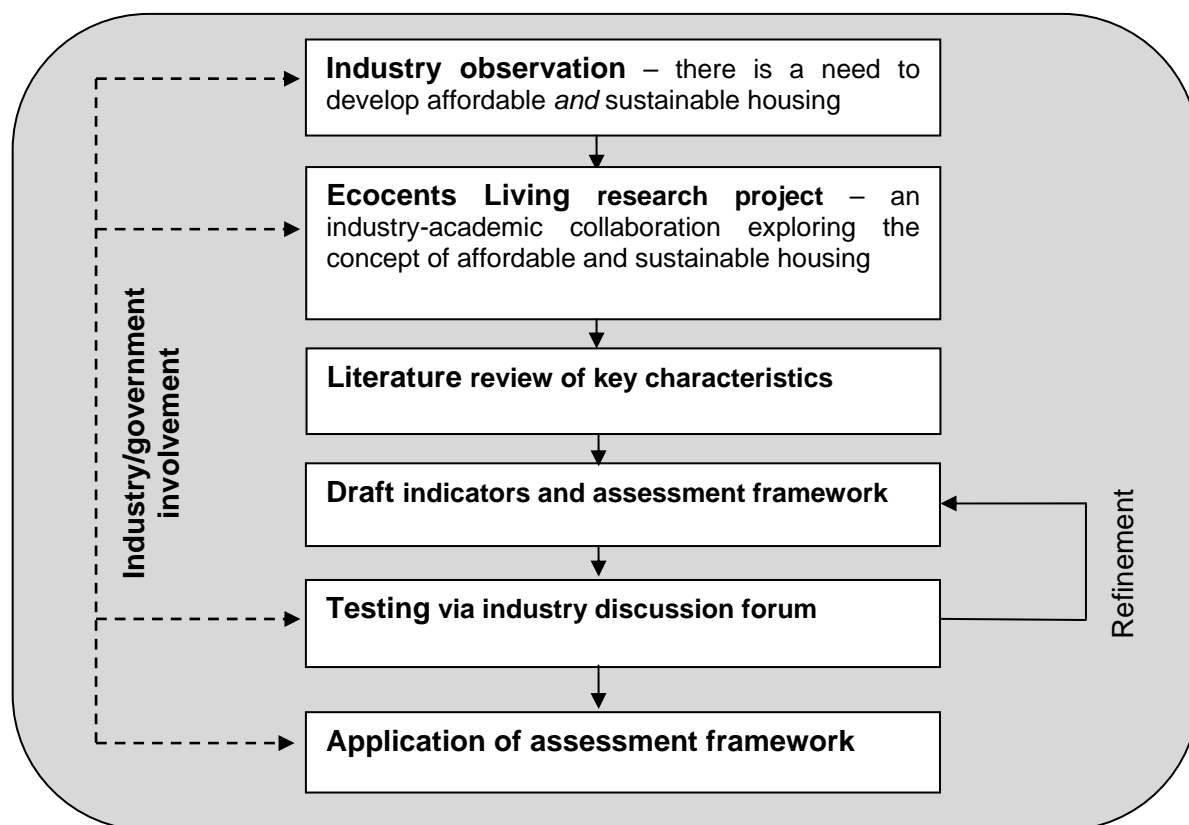 Industry observation – there is a need to
develop affordable and sustainable housing
Ecocents Living research project – an
industry-academic collaboration exploring the
concept of affordable and sustainable housing
Literature review of key characteristics
Draft indicators and assessment framework
Testing via industry discussion forum
Application of assessment framework
Industry/government
involvement
Refinement